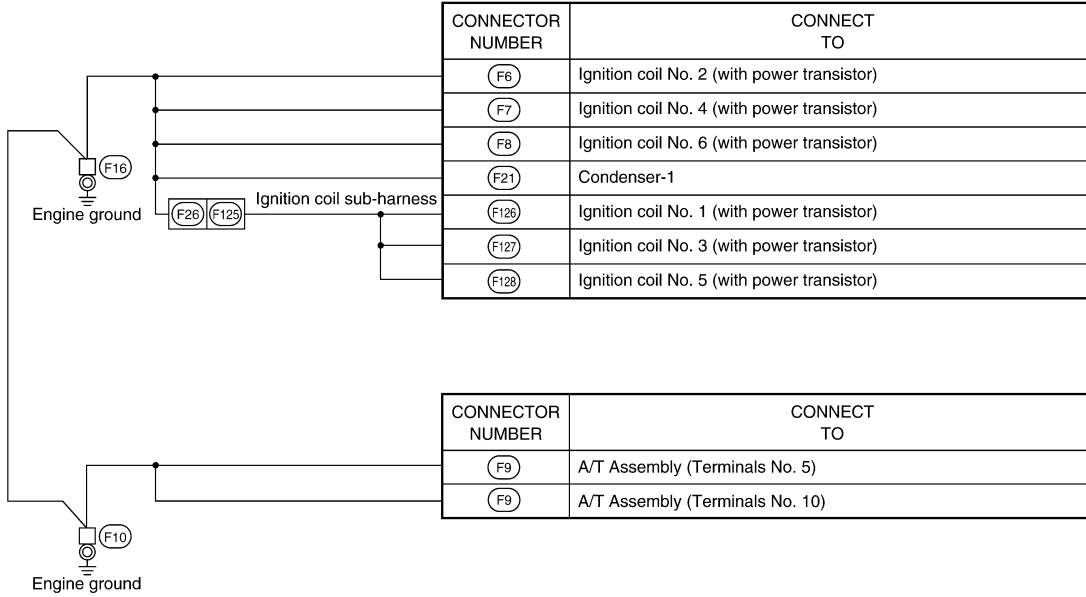 CONNECTOR NUMBER CONNECT TO
F6 Ignition coil No. 2 (with power transistor)
F7 Ignition coil No. 4 (with power transistor)
F8 Ignition coil No. 6 (with power transistor)
F16
F21 Condenser-1
Engine ground
F26 F125 Ignition coil sub-harness
F126 Ignition coil No. 1 (with power transistor)
F127 Ignition coil No. 3 (with power transistor)
F128 Ignition coil No. 5 (with power transistor)
CONNECTOR NUMBER CONNECT TO
F9 A/T Assembly (Terminals No. 5)
F9 A/T Assembly (Terminals No. 10)
F10
Engine ground